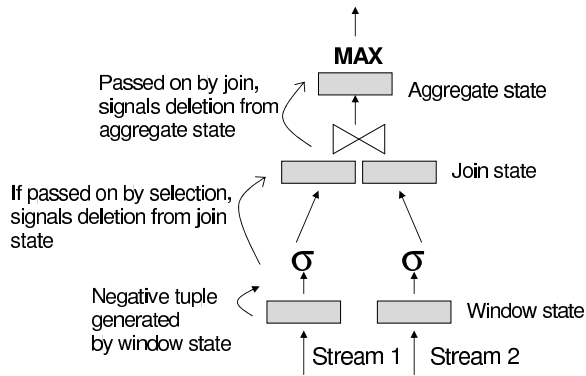 MAX
Passed on by join,
signals deletion from
aggregate state
Aggregate state
Join state
If passed on by selection,
signals deletion from join
state
σ
σ
Negative tuple
generated
by window state
Window state
Stream 1
Stream 2